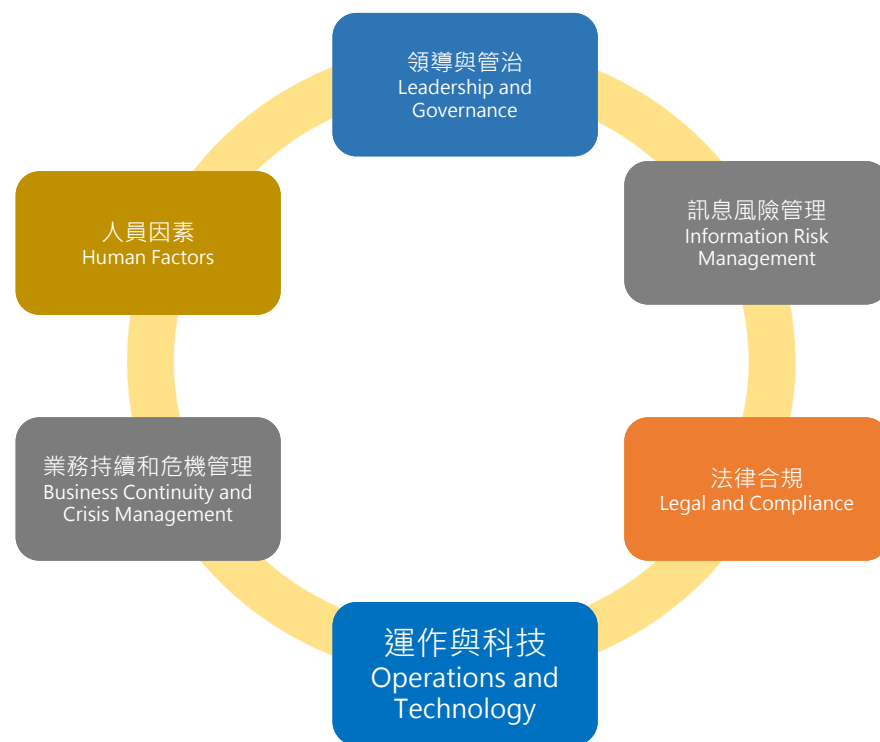 領導與管治
Leadership and
Governance
訊息風險管理
Information Risk
Management
法律合規
Legal and Compliance
運作與科技
Operations and
Technology
業務持續和危機管理
Business Continuity and
Crisis Management
人員因素
Human Factors